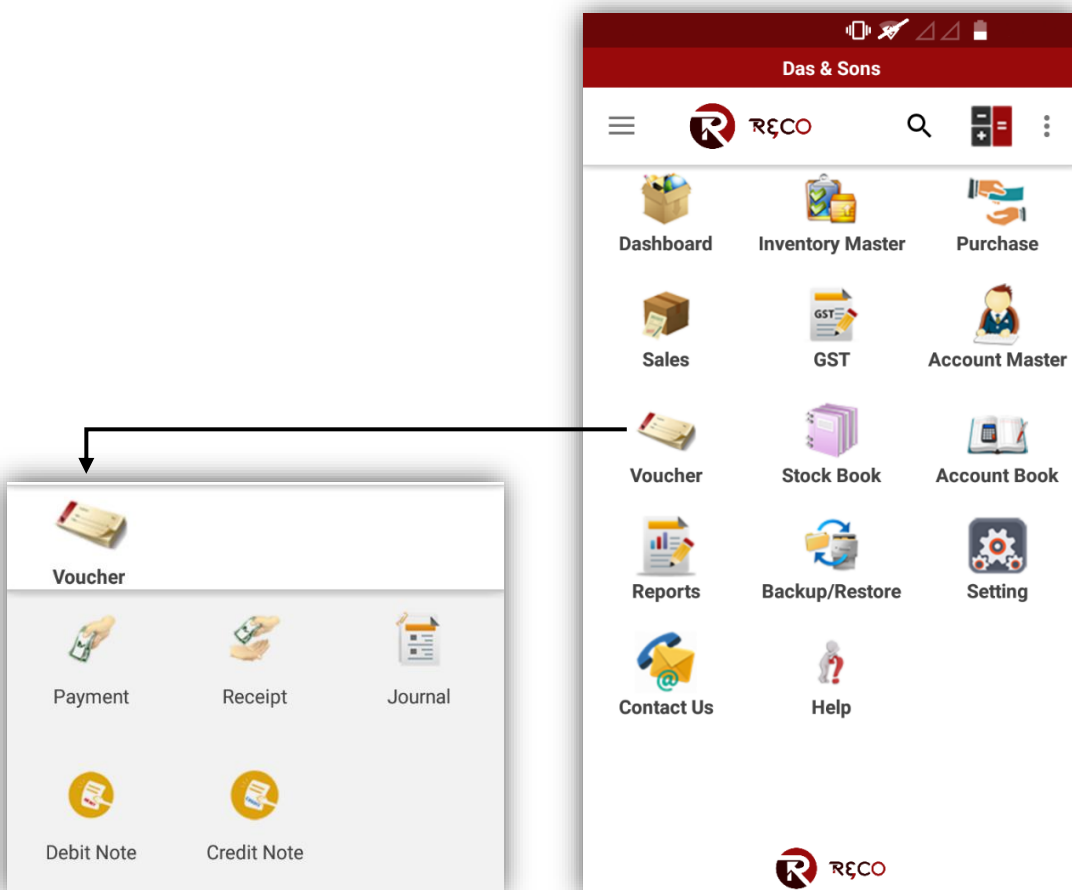 Das & Sons
RECO
Dashboard Inventory Master Purchase
GST
Sales GST Account Master
Voucher Stock Book Account Book
Reports Backup/Restore Setting
@
Contact Us Help
RECO
Voucher
Payment Receipt Journal
Debit Note Credit Note